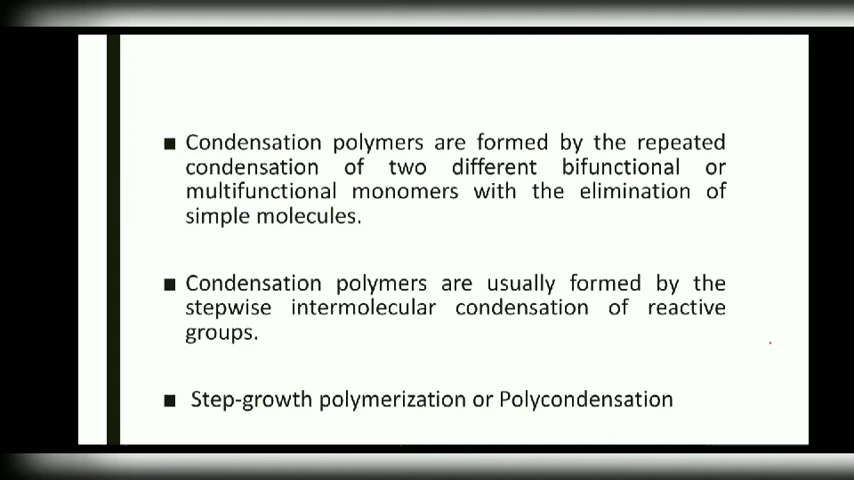 ■ Condensation polymers are formed by the repeated
condensation of two different bifunctional or
multifunctional monomers with the elimination of
simple molecules.
■ Condensation polymers are usually formed by the
stepwise intermolecular condensation of reactive
groups.
■ Step-growth polymerization or Polycondensation